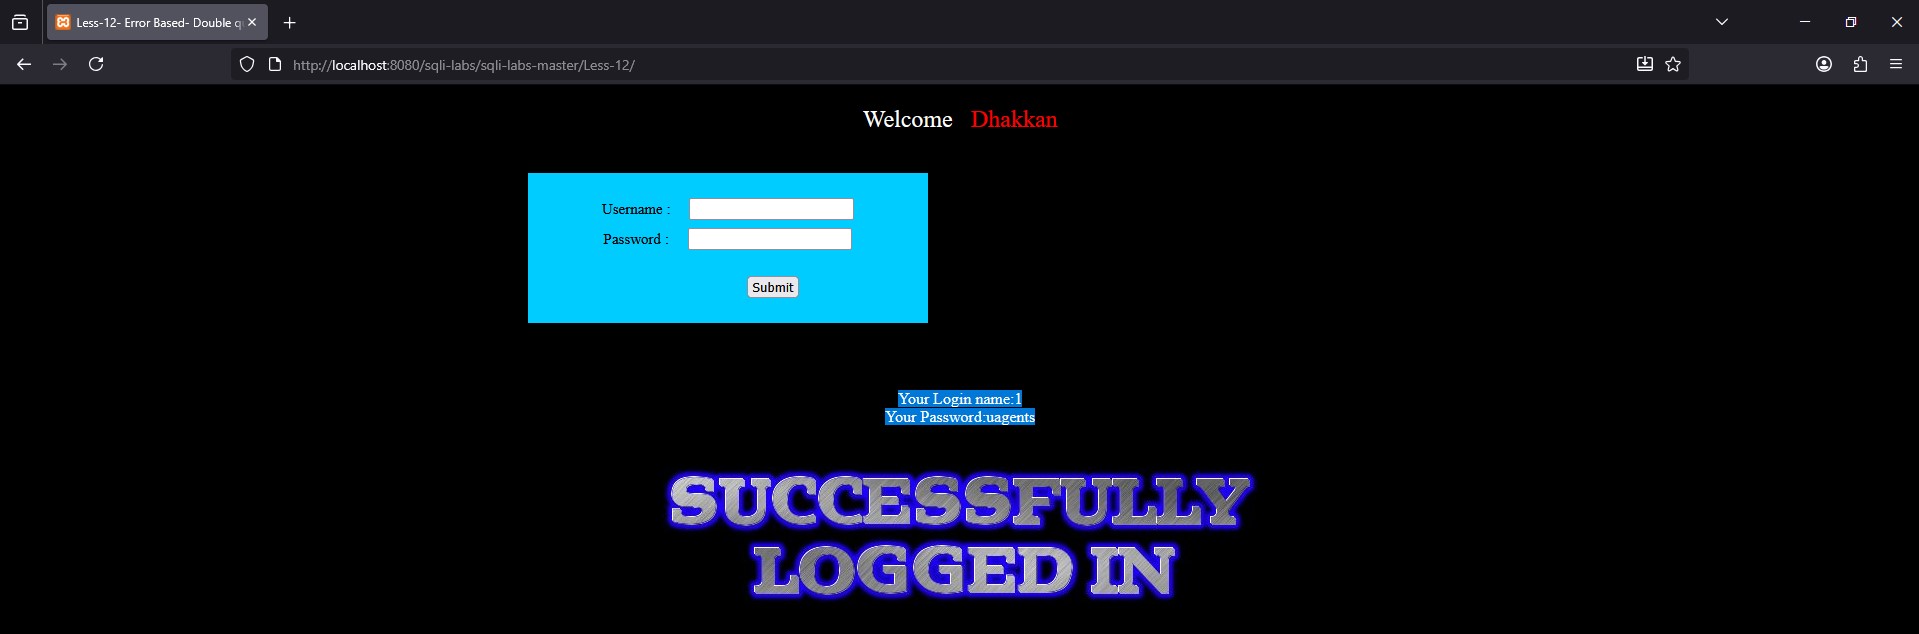 Less-12- Error Based- Double q
http://localhost:8080/sqli-labs/sqli-labs-master/Less-12/
Welcome Dhakkan
Username :
Password :
Submit
Your Login name:1
Your Password:uagents
SUCCESSFULLY
LOGGED IN